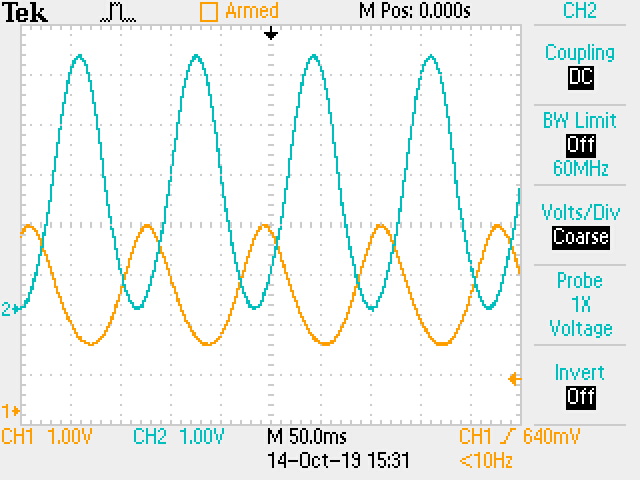 Tek Armed M Pos: 0.000s CH2
Coupling
DC
BW Limit
Off
60MHz
Volts/Div
Coarse
Probe
1X
Voltage
Invert
Off
2
1
CH1 1.00V CH2 1.00V M 50.0ms CH1 640mV
14-Oct-19 15:31 <10Hz